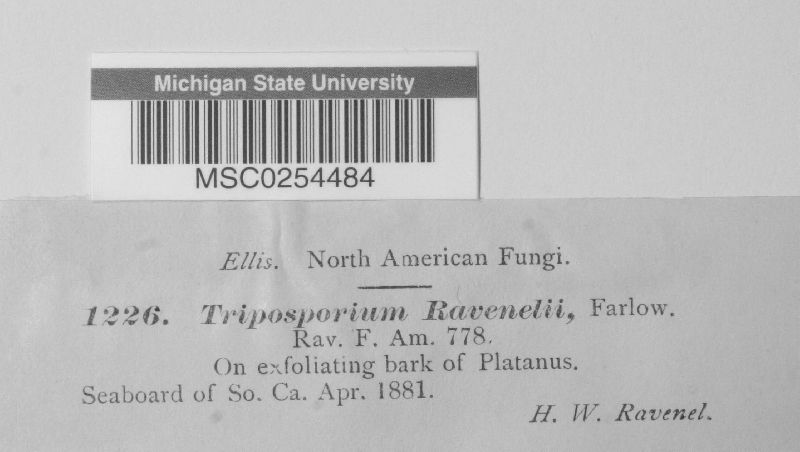 Michigan State University
MSC0254484
Ellis. North American Fungi.
1226. Triposporium Ravenelii, Farlow.
Rav. F. Am. 778.
On exfoliating bark of Platanus.
Seaboard of So. Ca. Apr. 1881.
H. W. Ravenel.